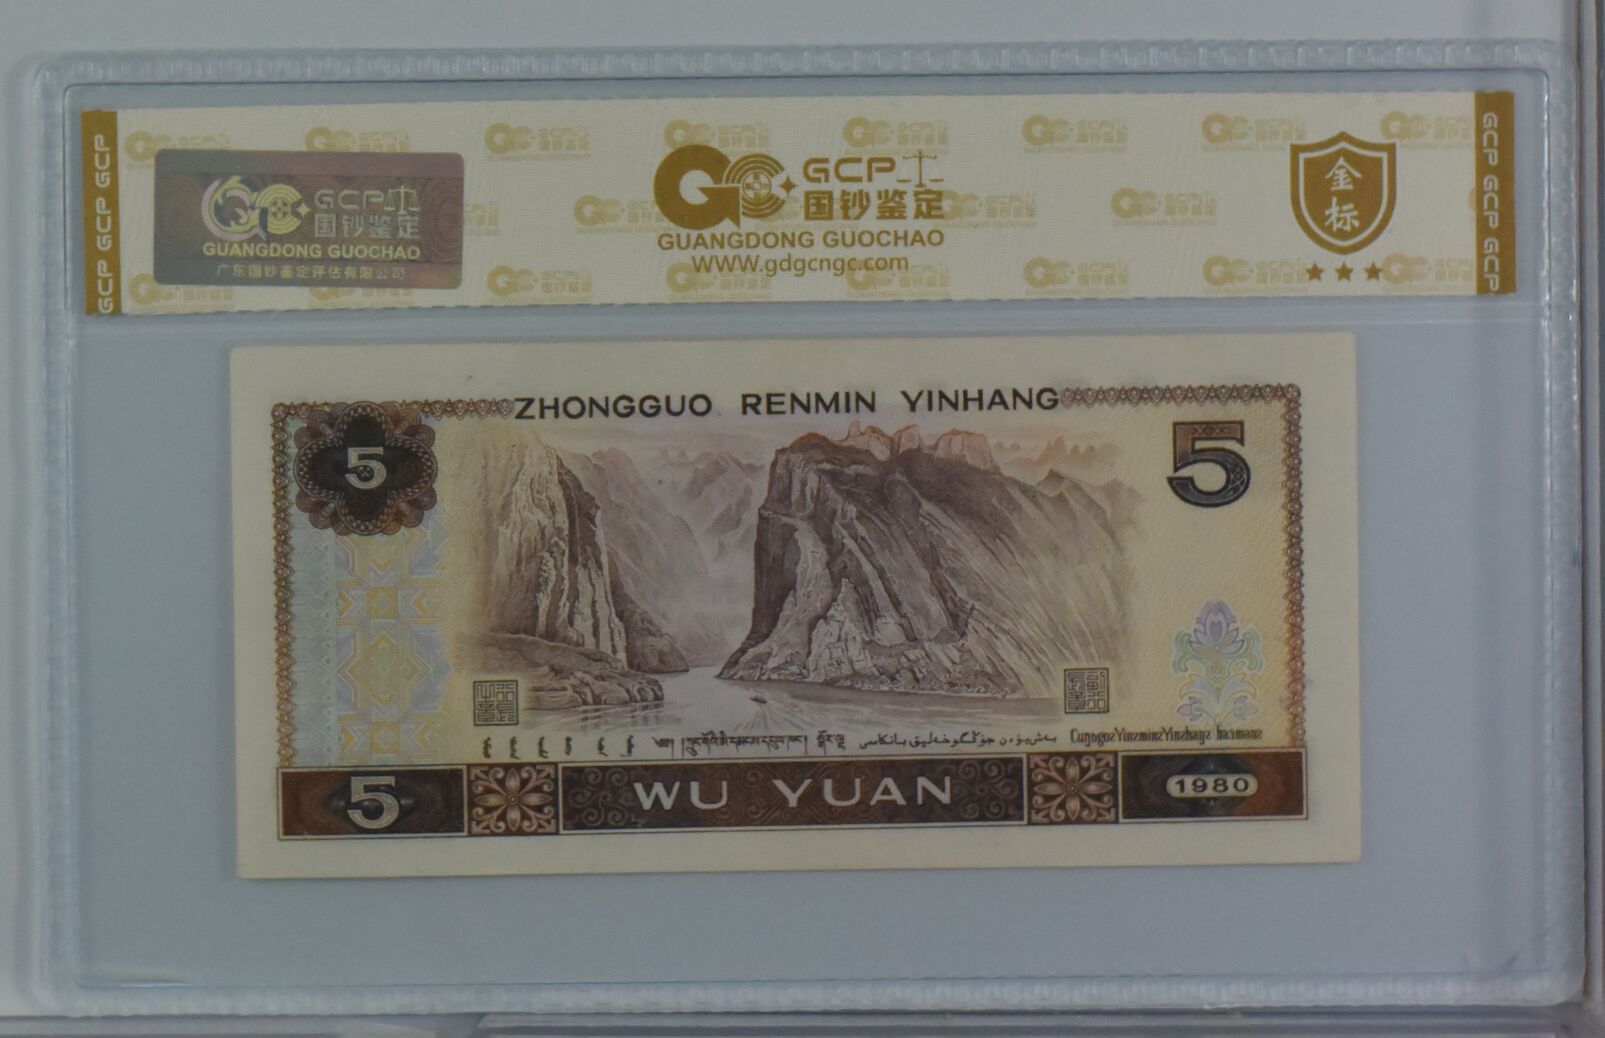 GCP
国钞鉴定
GUANGDONG GUOCHAO
广东国钞鉴定评估有限公司
GCP
国钞鉴定
GUANGDONG GUOCHAO
www.gdgcngc.com
金标
GCP GCP GCP
GCP GCP GCP
ZHONGGUO RENMIN YINHANG
5
5
5
WU YUAN
1980